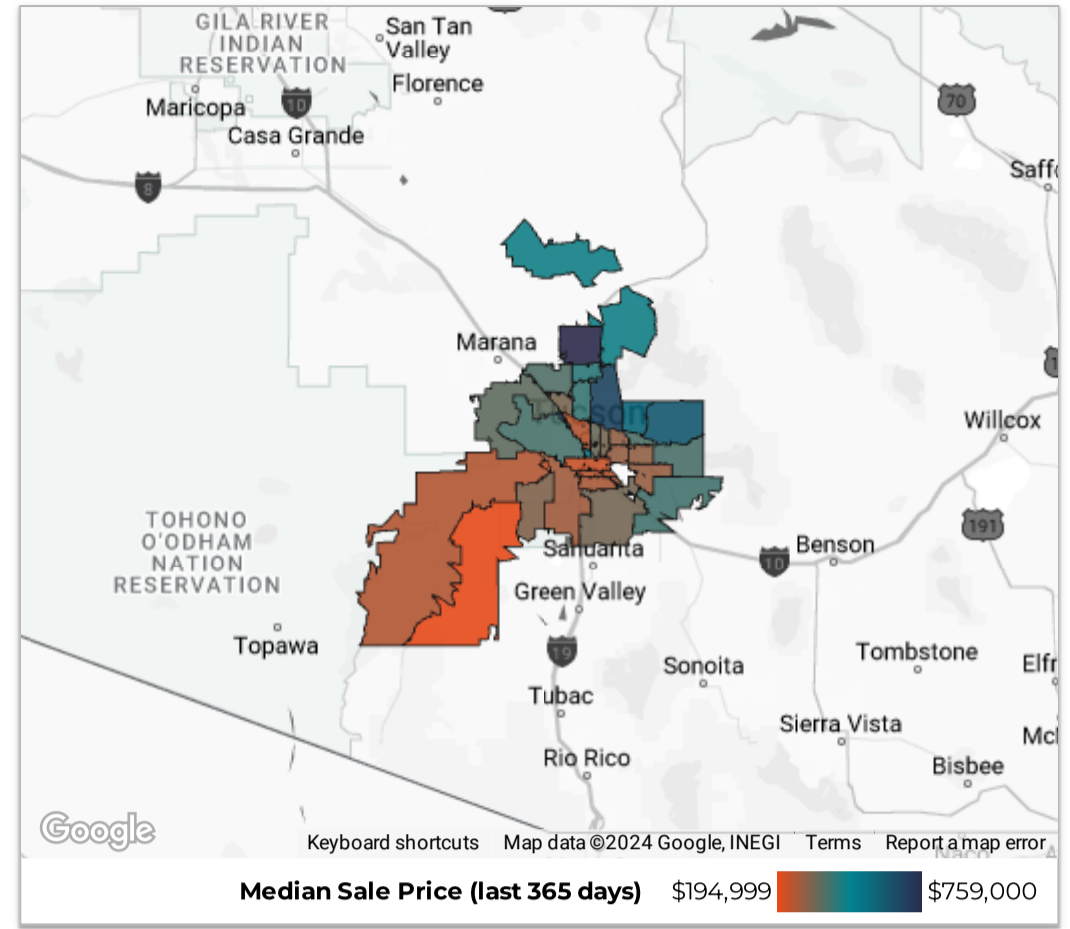 GILA RIVER
INDIAN
RESERVATION
San Tan
Valley
Florence
Maricopa
10
Casa Grande
8
70
Marana
Tucson
Willcox
191
TOHONO
O'ODHAM
NATION
RESERVATION
Sahuarita
Benson
10
Green Valley
Topawa
19
Sonoita
Tombstone
Tubac
Sierra Vista
Rio Rico
Bisbee
Naco
Google
Keyboard shortcuts
Map data ©2024 Google, INEGI
Terms
Report a map error
Median Sale Price (last 365 days)
$194,999
$759,000